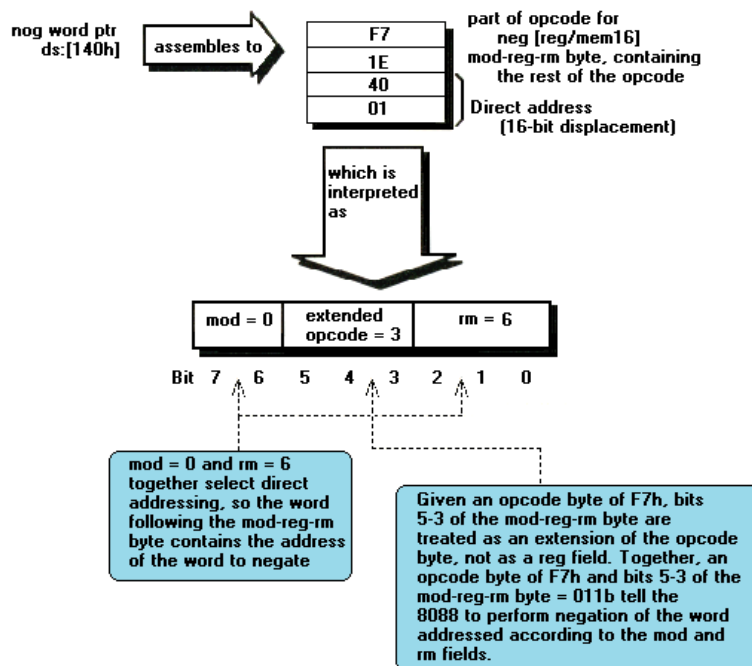 nog word ptr
ds:[140h]
assembles to
F7
1E
40
01
part of opcode for
neg [reg/mem16]
mod-reg-rm byte, containing
the rest of the opcode
Direct address
(16-bit displacement)
which is
interpreted
as
mod = 0
extended
opcode = 3
rm = 6
Bit 7 6 5 4 3 2 1 0
mod = 0 and rm = 6
together select direct
addressing, so the word
following the mod-reg-rm
byte contains the address
of the word to negate
Given an opcode byte of F7h, bits
5-3 of the mod-reg-rm byte are
treated as an extension of the opcode
byte, not as a reg field. Together, an
opcode byte of F7h and bits 5-3 of the
mod-reg-rm byte = 011b tell the
8088 to perform negation of the word
addressed according to the mod and
rm fields.